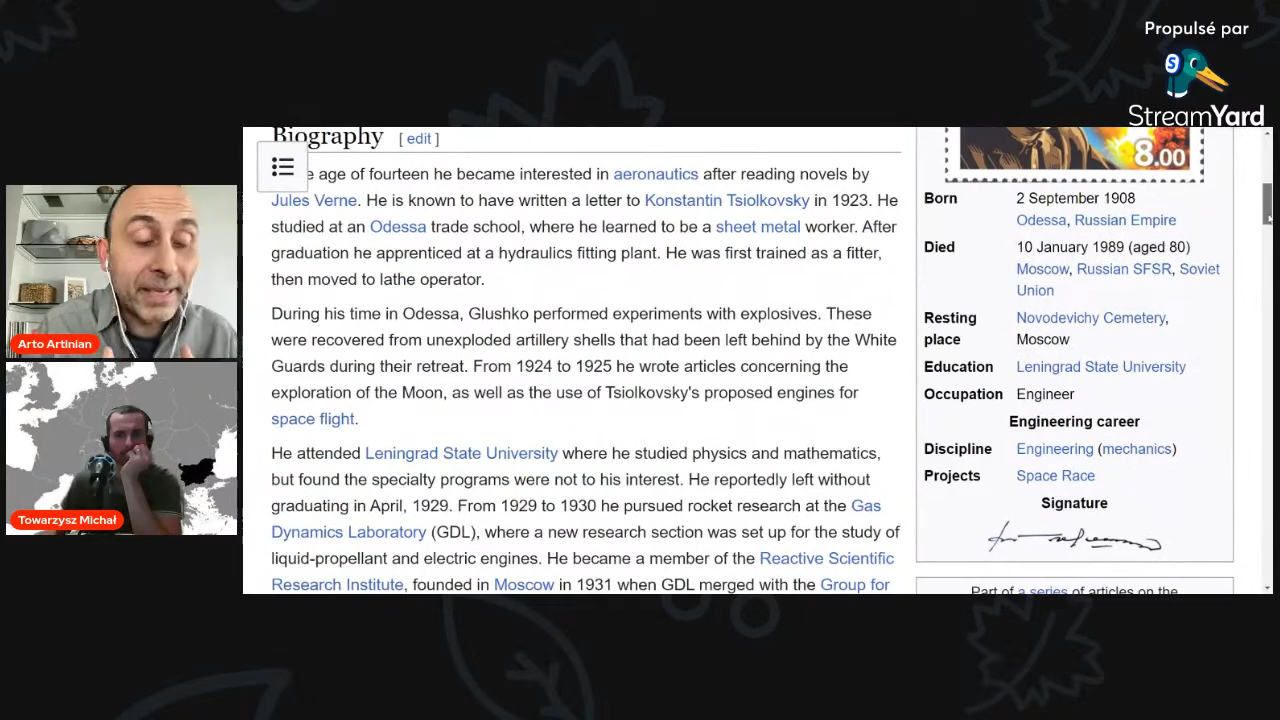 Propulsé par
StreamYard
Biography [ edit ]
age of fourteen he became interested in aeronautics after reading novels by
Jules Verne. He is known to have written a letter to Konstantin Tsiolkovsky in 1923. He
studied at an Odessa trade school, where he learned to be a sheet metal worker. After
graduation he apprenticed at a hydraulics fitting plant. He was first trained as a fitter,
then moved to lathe operator.
During his time in Odessa, Glushko performed experiments with explosives. These
were recovered from unexploded artillery shells that had been left behind by the White
Guards during their retreat. From 1924 to 1925 he wrote articles concerning the
exploration of the Moon, as well as the use of Tsiolkovsky's proposed engines for
space flight.
He attended Leningrad State University where he studied physics and mathematics,
but found the specialty programs were not to his interest. He reportedly left without
graduating in April, 1929. From 1929 to 1930 he pursued rocket research at the Gas
Dynamics Laboratory (GDL), where a new research section was set up for the study of
liquid-propellant and electric engines. He became a member of the Reactive Scientific
Research Institute, founded in Moscow in 1931 when GDL merged with the Group for
8.00
Born 2 September 1908
Odessa, Russian Empire
Died 10 January 1989 (aged 80)
Moscow, Russian SFSR, Soviet
Union
Resting Novodevichy Cemetery,
place Moscow
Education Leningrad State University
Occupation Engineer
Engineering career
Discipline Engineering (mechanics)
Projects Space Race
Signature
Part of a series of articles on the
Arto Artinian
Towarzysz Michał